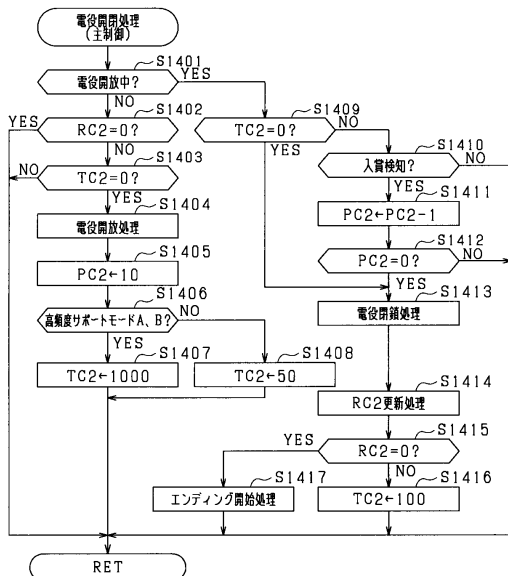 電役開閉処理
(主制御)
S1401
電役開放中?
YES
NO
S1402
YES
RC2=0?
NO
S1403
NO
TC2=0?
YES
S1404
電役開放処理
S1405
PC2←10
S1406
高頻度サポートモードA、B?
NO
YES
S1407
TC2←1000
S1408
TC2←50
S1409
TC2=0?
NO
YES
S1410
入賞検知?
NO
YES
S1411
PC2←PC2-1
S1412
PC2=0?
NO
YES
S1413
電役閉鎖処理
S1414
RC2更新処理
S1415
YES
RC2=0?
NO
S1417
エンディング開始処理
S1416
TC2←100
RET